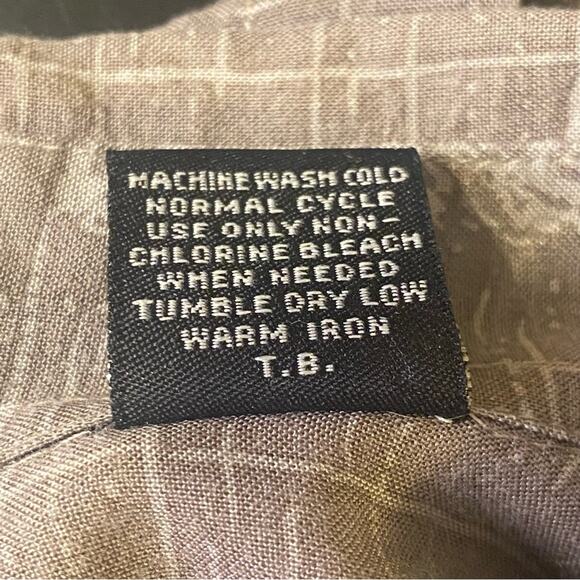 MACHINE WASH COLD
NORMAL CYCLE
USE ONLY NON-
CHLORINE BLEACH
WHEN NEEDED
TUMBLE DRY LOW
WARM IRON
T.B.